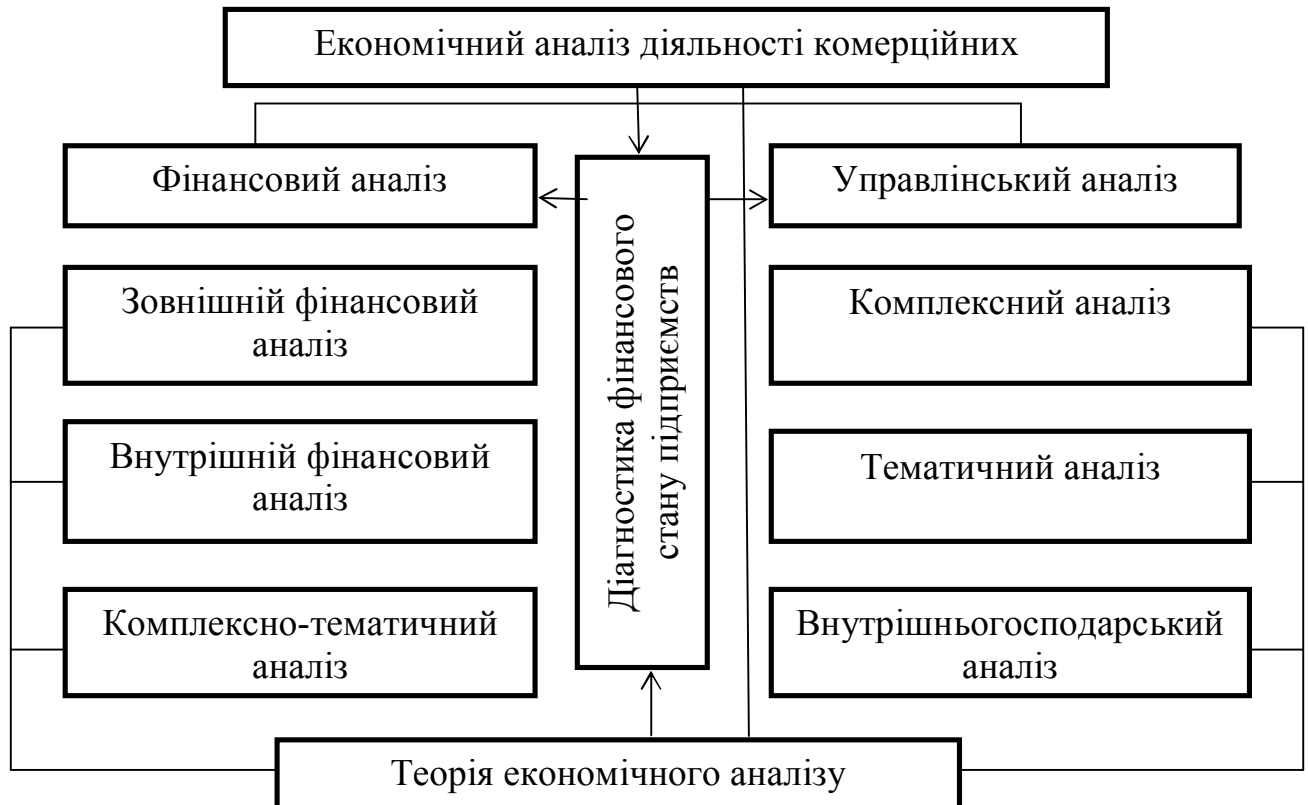 Економічний аналіз діяльності комерційних
Фінансовий аналіз
Управлінський аналіз
Діагностика фінансового
стану підприємств
Зовнішній фінансовий
аналіз
Комплексний аналіз
Внутрішній фінансовий
аналіз
Тематичний аналіз
Комплексно-тематичний
аналіз
Внутрішньогосподарський
аналіз
Теорія економічного аналізу